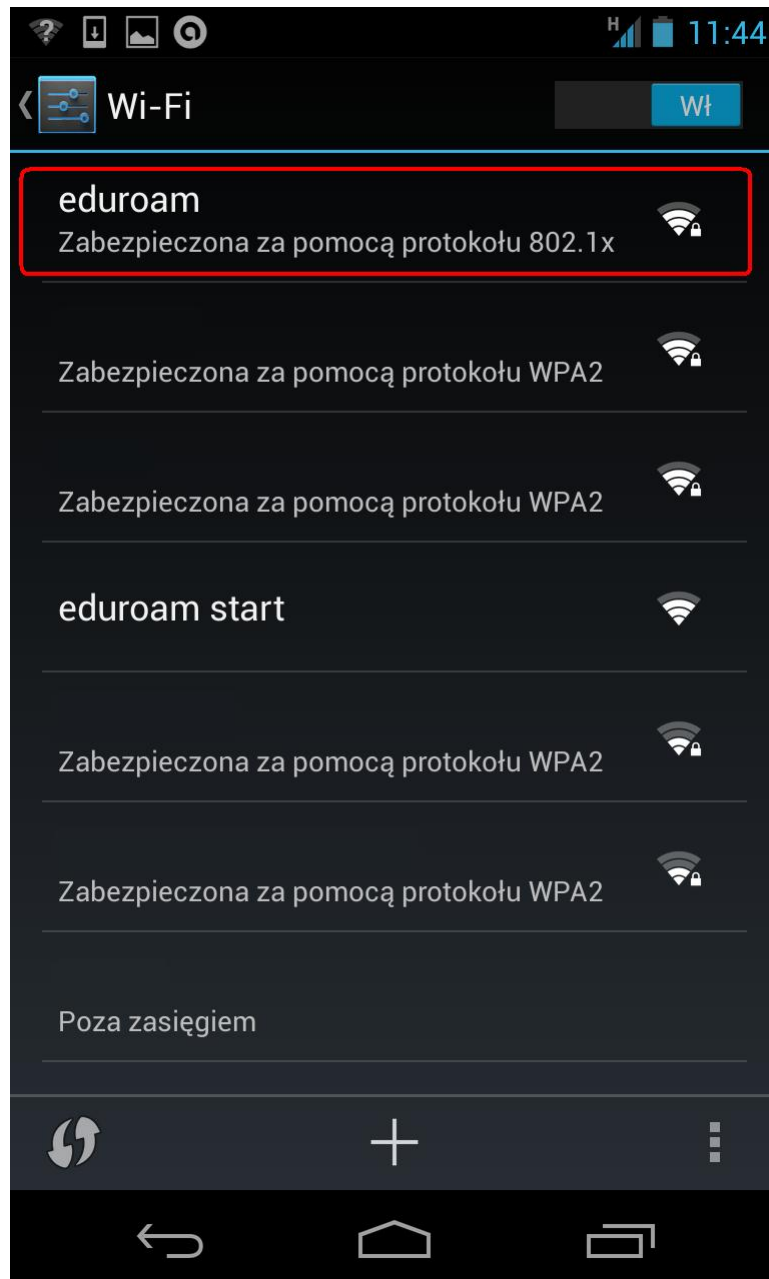 H 11:44
Wi-Fi
Wł
eduroam
Zabezpieczona za pomocą protokołu 802.1x
Zabezpieczona za pomocą protokołu WPA2
Zabezpieczona za pomocą protokołu WPA2
eduroam start
Zabezpieczona za pomocą protokołu WPA2
Zabezpieczona za pomocą protokołu WPA2
Poza zasięgiem